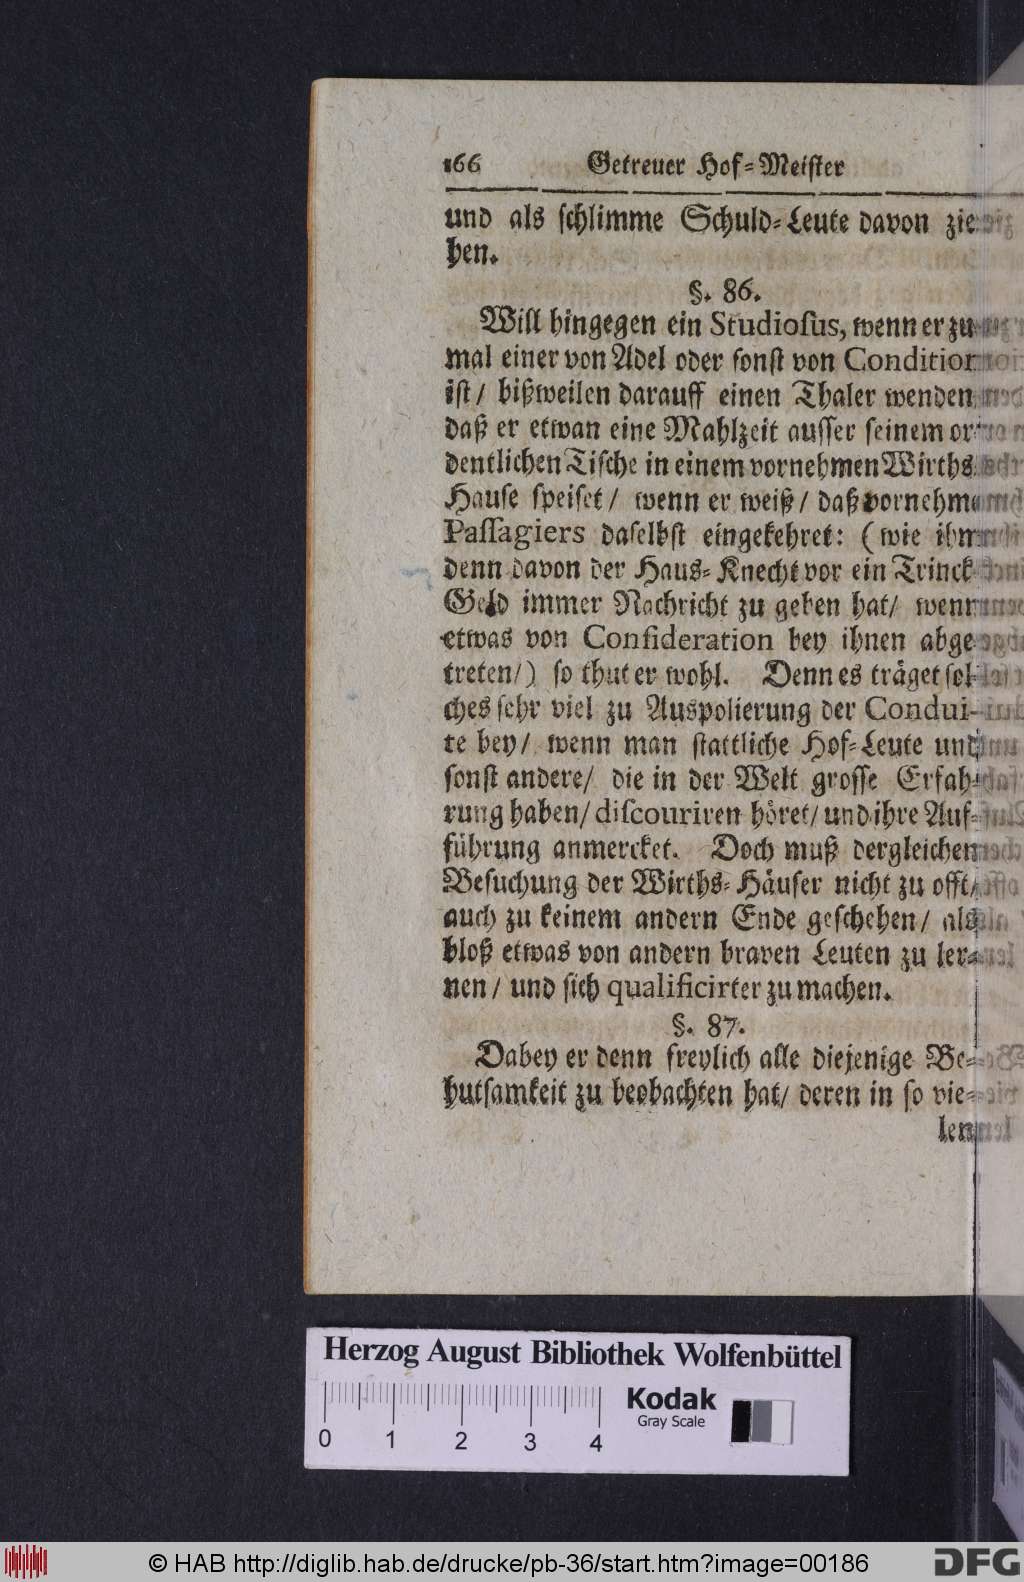 166 Getreuer Hof-Meister
und als schlimme Schuld-Leute davon zie
hen.
§. 86.
Will hingegen ein Studiosus, wenn er zu
mal einer von Adel oder sonst von Condition
ist/ bißweilen darauff einen Thaler wenden
daß er etwan eine Mahlzeit ausser seinem or
dentlichen Tische in einem vornehmen Wirths
Hause speiset/ wenn er weiß/ daß vornehme
Passagiers daselbst eingekehret: (wie ihm
denn davon der Haus-Knecht vor ein Trinck
Geld immer Nachricht zu geben hat/ wenn
etwas von Consideration bey ihnen abge
treten/) so thut er wohl. Denn es träget sol-
ches sehr viel zu Auspolierung der Condui-
te bey/ wenn man stattliche Hof-Leute und
sonst andere/ die in der Welt grosse Erfah-
rung haben/ discouriren höret/ und ihre Auf-
führung anmercket. Doch muß dergleichen
Besuchung der Wirths-Häuser nicht zu offt/
auch zu keinem andern Ende geschehen/ als
bloß etwas von andern braven Leuten zu ler-
nen/ und sich qualificirter zu machen.
§. 87.
Dabey er denn freylich alle diejenige Be-
hutsamkeit zu beobachten hat/ deren in so vie-
len
Herzog August Bibliothek Wolfenbüttel
Kodak
Gray Scale
0 1 2 3 4
© HAB http://diglib.hab.de/drucke/pb-36/start.htm?image=00186
DFG